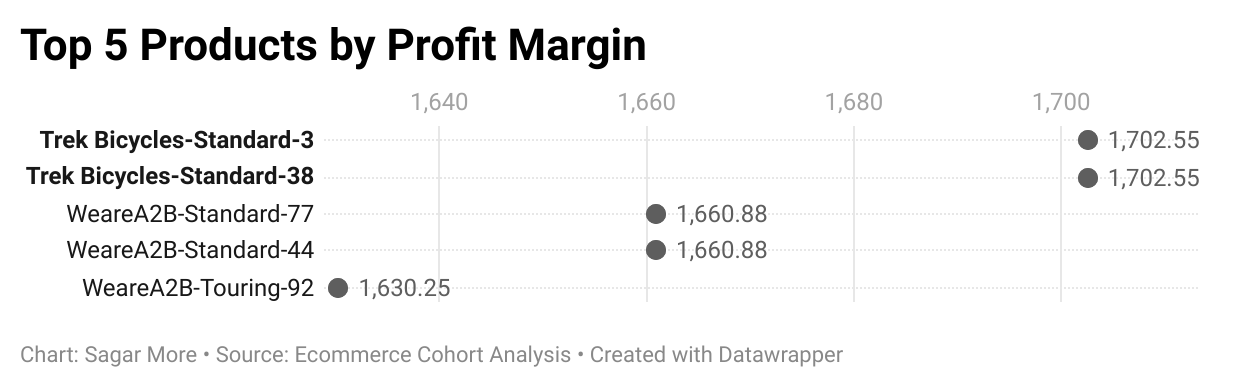 Top 5 Products by Profit Margin
1,640 1,660 1,680 1,700
Trek Bicycles-Standard-3 1,702.55
Trek Bicycles-Standard-38 1,702.55
WeareA2B-Standard-77 1,660.88
WeareA2B-Standard-44 1,660.88
WeareA2B-Touring-92 1,630.25
Chart: Sagar More • Source: Ecommerce Cohort Analysis • Created with Datawrapper